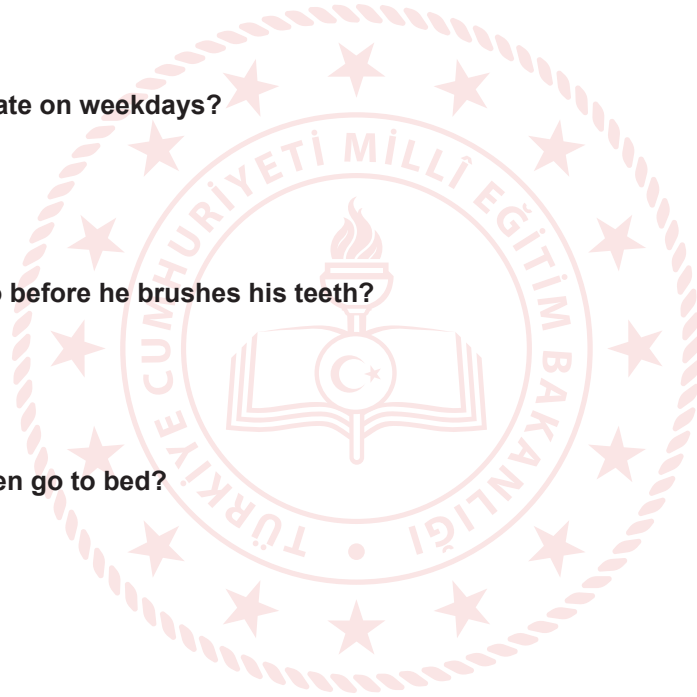 ate on weekdays?
before he brushes his teeth?
en go to bed?
TÜRKİYE CUMHURİYETİ MİLLÎ EĞİTİM BAKANLIĞI